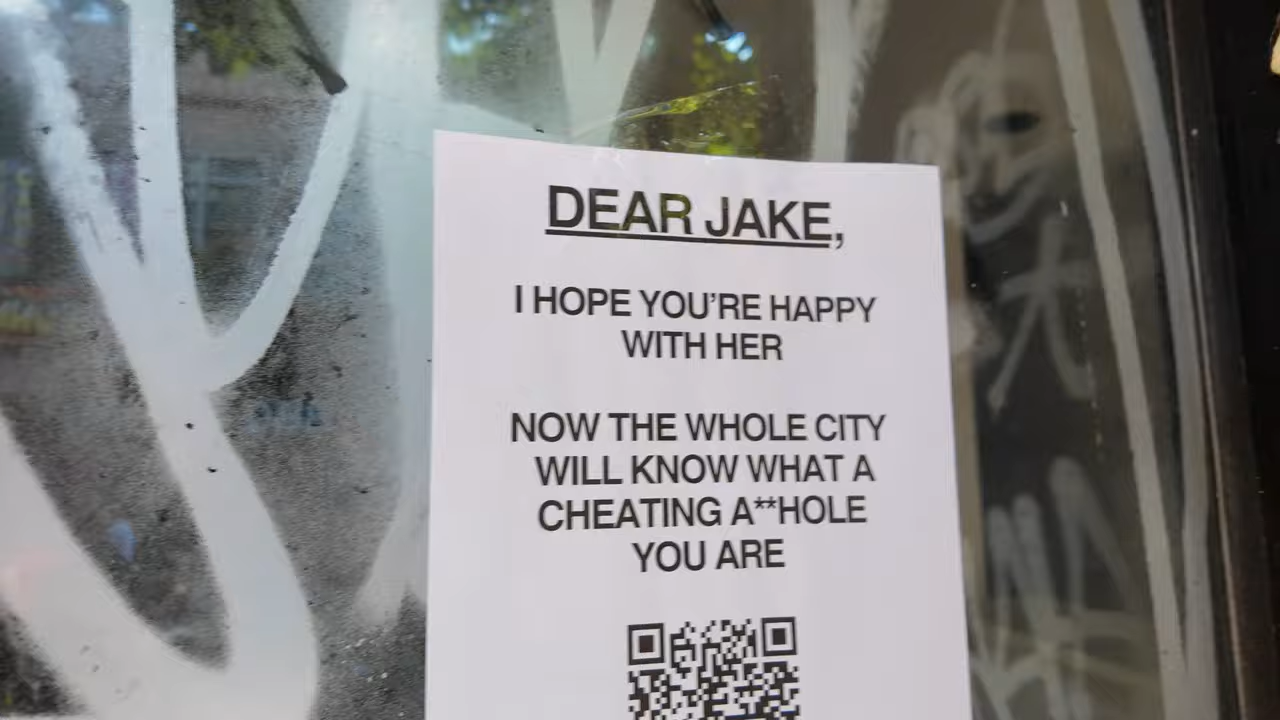 DEAR JAKE,
I HOPE YOU'RE HAPPY
WITH HER
NOW THE WHOLE CITY
WILL KNOW WHAT A
CHEATING A**HOLE
YOU ARE